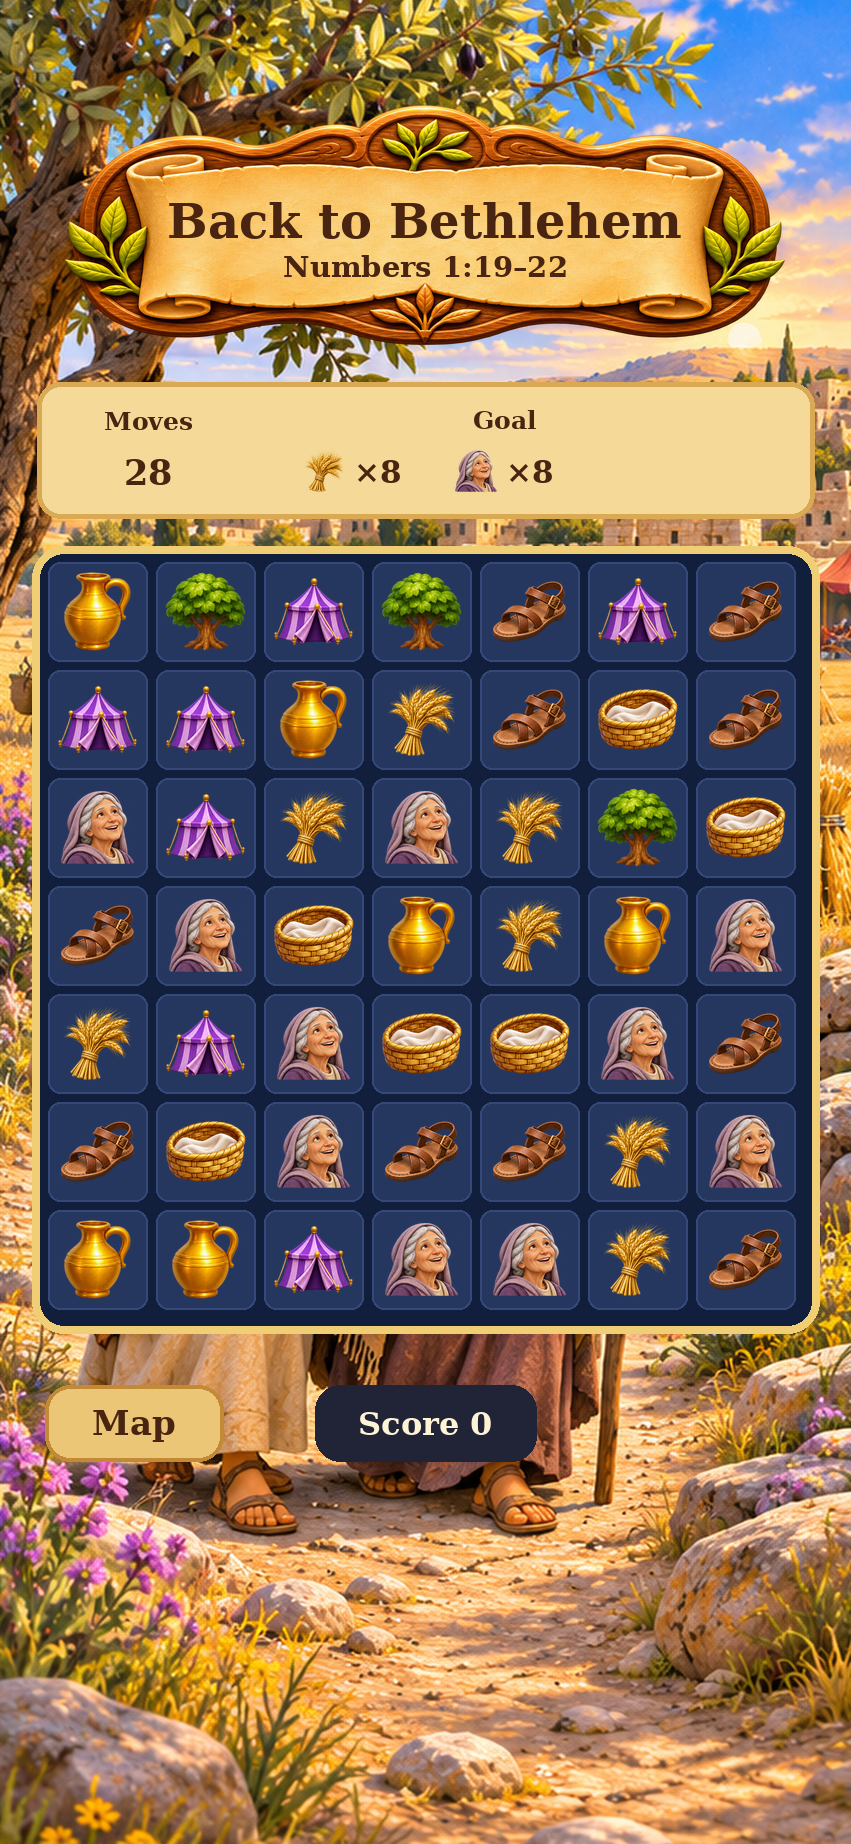 Back to Bethlehem
Numbers 1:19–22
Moves
Goal
28
×8
×8
Map
Score 0